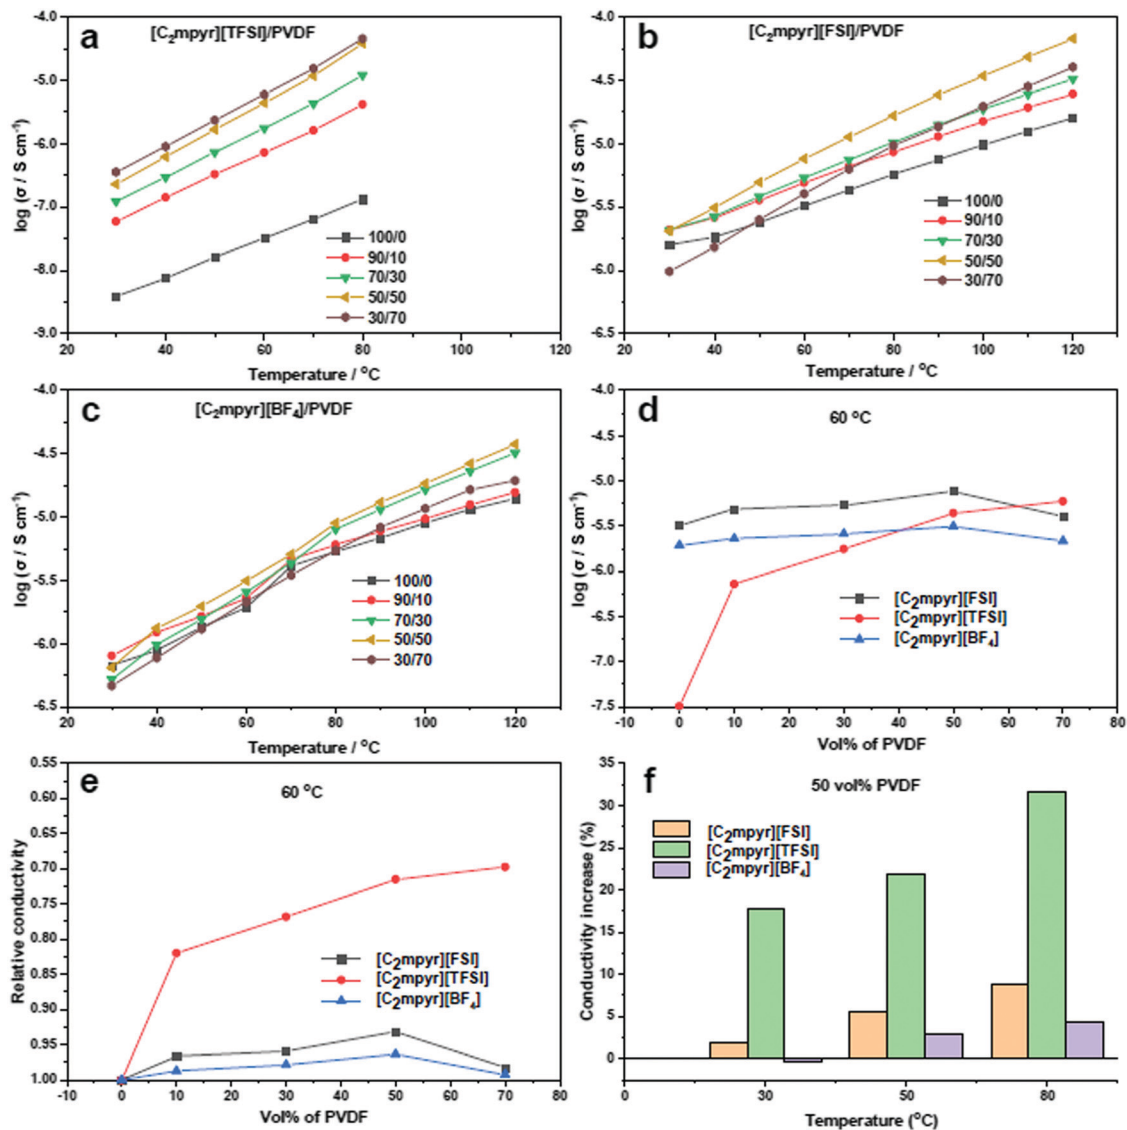 a
[C₂mpyr][TFSI]/PVDF
log (σ / S cm⁻¹)
-4.0
-5.0
-6.0
-7.0
-8.0
-9.0
100/0
90/10
70/30
50/50
30/70
20 40 60 80 100 120
Temperature / °C
b
[C₂mpyr][FSI]/PVDF
log (σ / S cm⁻¹)
-4.0
-4.5
-5.0
-5.5
-6.0
-6.5
100/0
90/10
70/30
50/50
30/70
20 40 60 80 100 120
Temperature / °C
c
[C₂mpyr][BF₄]/PVDF
log (σ / S cm⁻¹)
-4.0
-4.5
-5.0
-5.5
-6.0
-6.5
100/0
90/10
70/30
50/50
30/70
20 40 60 80 100 120
Temperature / °C
d
60 °C
log (σ / S cm⁻¹)
-4.0
-4.5
-5.0
-5.5
-6.0
-6.5
-7.0
-7.5
[C₂mpyr][FSI]
[C₂mpyr][TFSI]
[C₂mpyr][BF₄]
-10 0 10 20 30 40 50 60 70 80
Vol% of PVDF
e
60 °C
Relative conductivity
0.55
0.60
0.65
0.70
0.75
0.80
0.85
0.90
0.95
1.00
[C₂mpyr][FSI]
[C₂mpyr][TFSI]
[C₂mpyr][BF₄]
-10 0 10 20 30 40 50 60 70 80
Vol% of PVDF
f
50 vol% PVDF
Conductivity increase (%)
35
30
25
20
15
10
5
0
[C₂mpyr][FSI]
[C₂mpyr][TFSI]
[C₂mpyr][BF₄]
30 50 80
Temperature (°C)